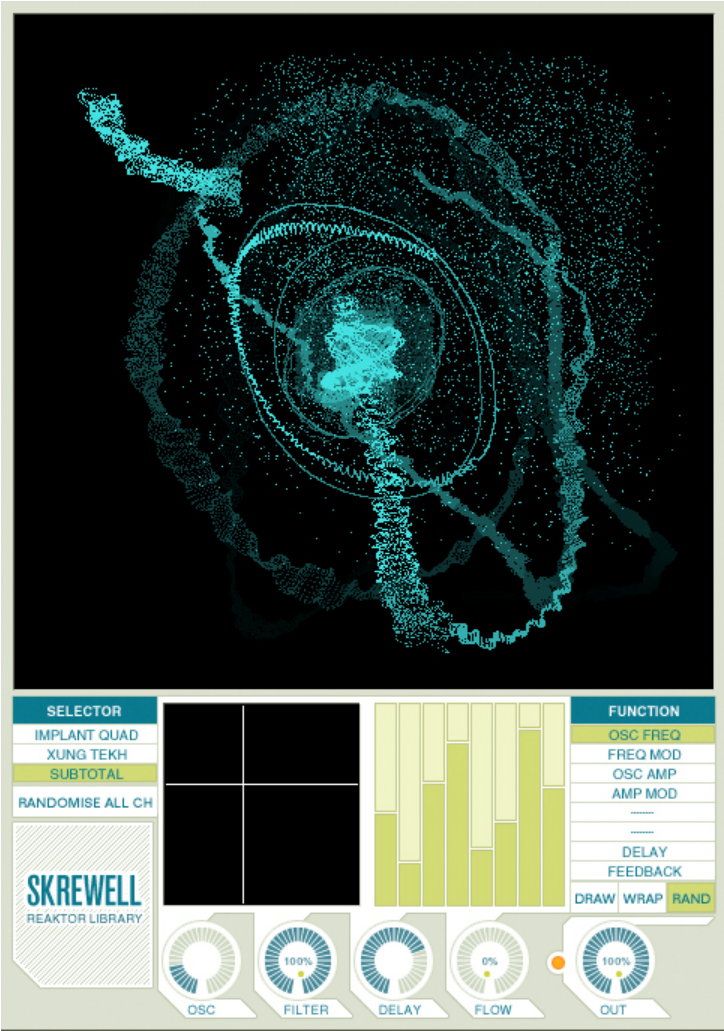 SELECTOR
IMPLANT QUAD
XUNG TEKH
SUBTOTAL
RANDOMISE ALL CH
SKREWELL
REAKTOR LIBRARY
FUNCTION
OSC FREQ
FREQ MOD
OSC AMP
AMP MOD
--------
--------
DELAY
FEEDBACK
DRAW WRAP RAND
100% 0% 100%
OSC FILTER DELAY FLOW OUT